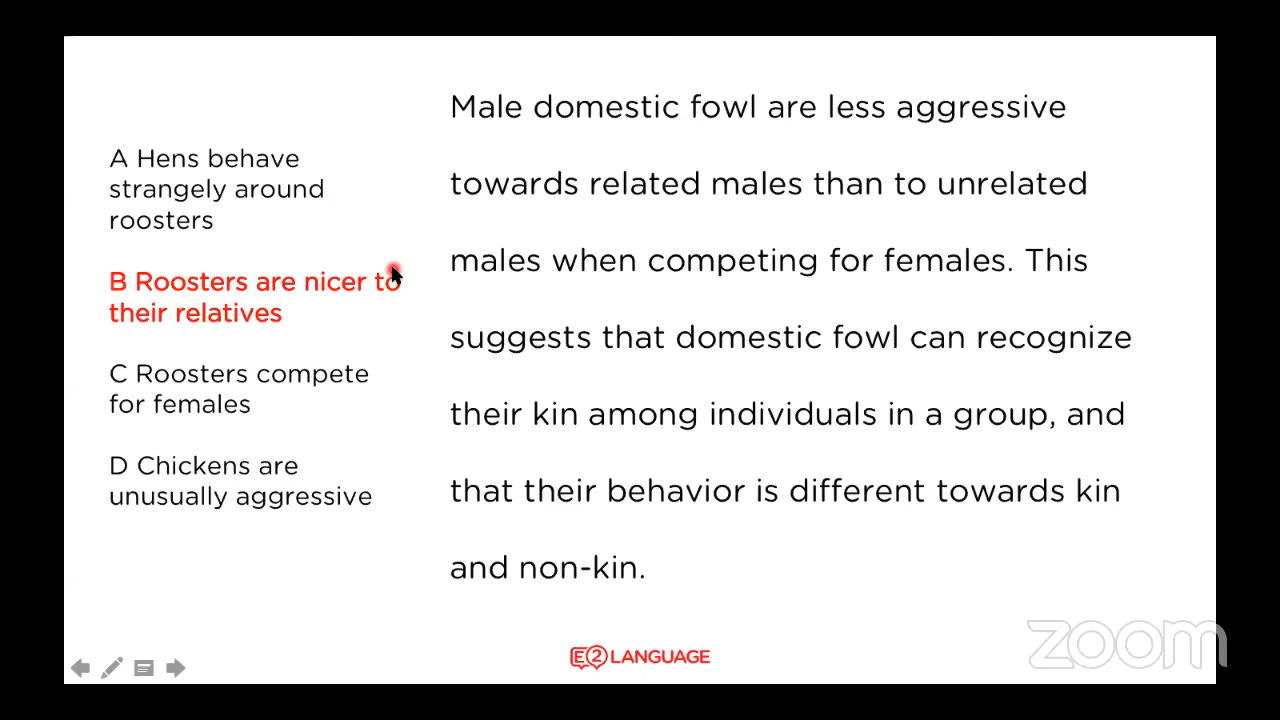 A Hens behave
strangely around
roosters
B Roosters are nicer to
their relatives
C Roosters compete
for females
D Chickens are
unusually aggressive
Male domestic fowl are less aggressive
towards related males than to unrelated
males when competing for females. This
suggests that domestic fowl can recognize
their kin among individuals in a group, and
that their behavior is different towards kin
and non-kin.
E2 LANGUAGE
zoom